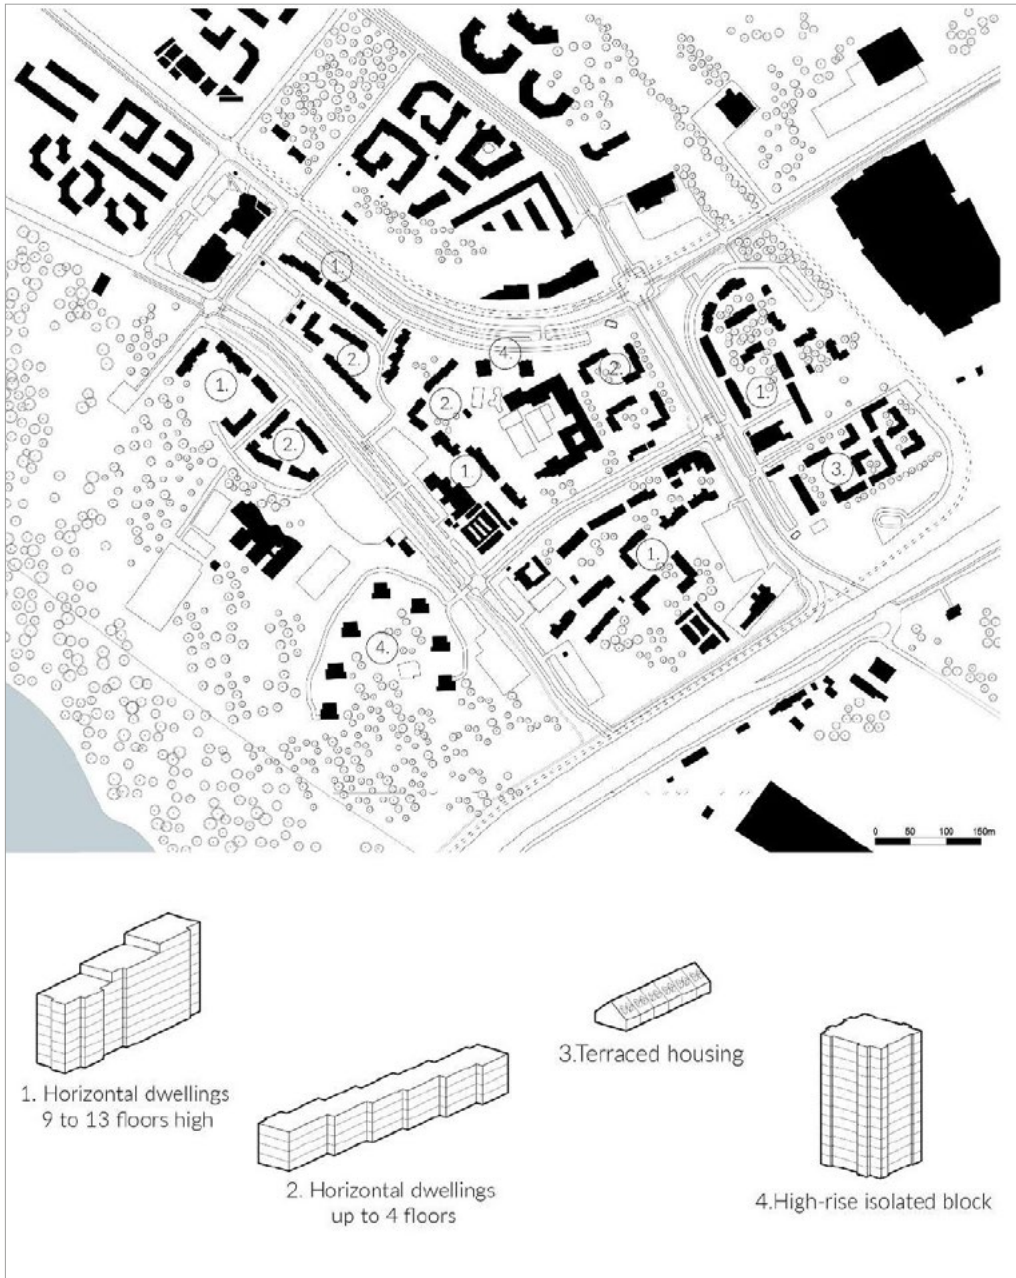 1.
2.
4.
2.
1.
2.
1.
2.
1.
3.
1.
4.
0 50 100 150m
1. Horizontal dwellings
9 to 13 floors high
2. Horizontal dwellings
up to 4 floors
3.Terraced housing
4.High-rise isolated block